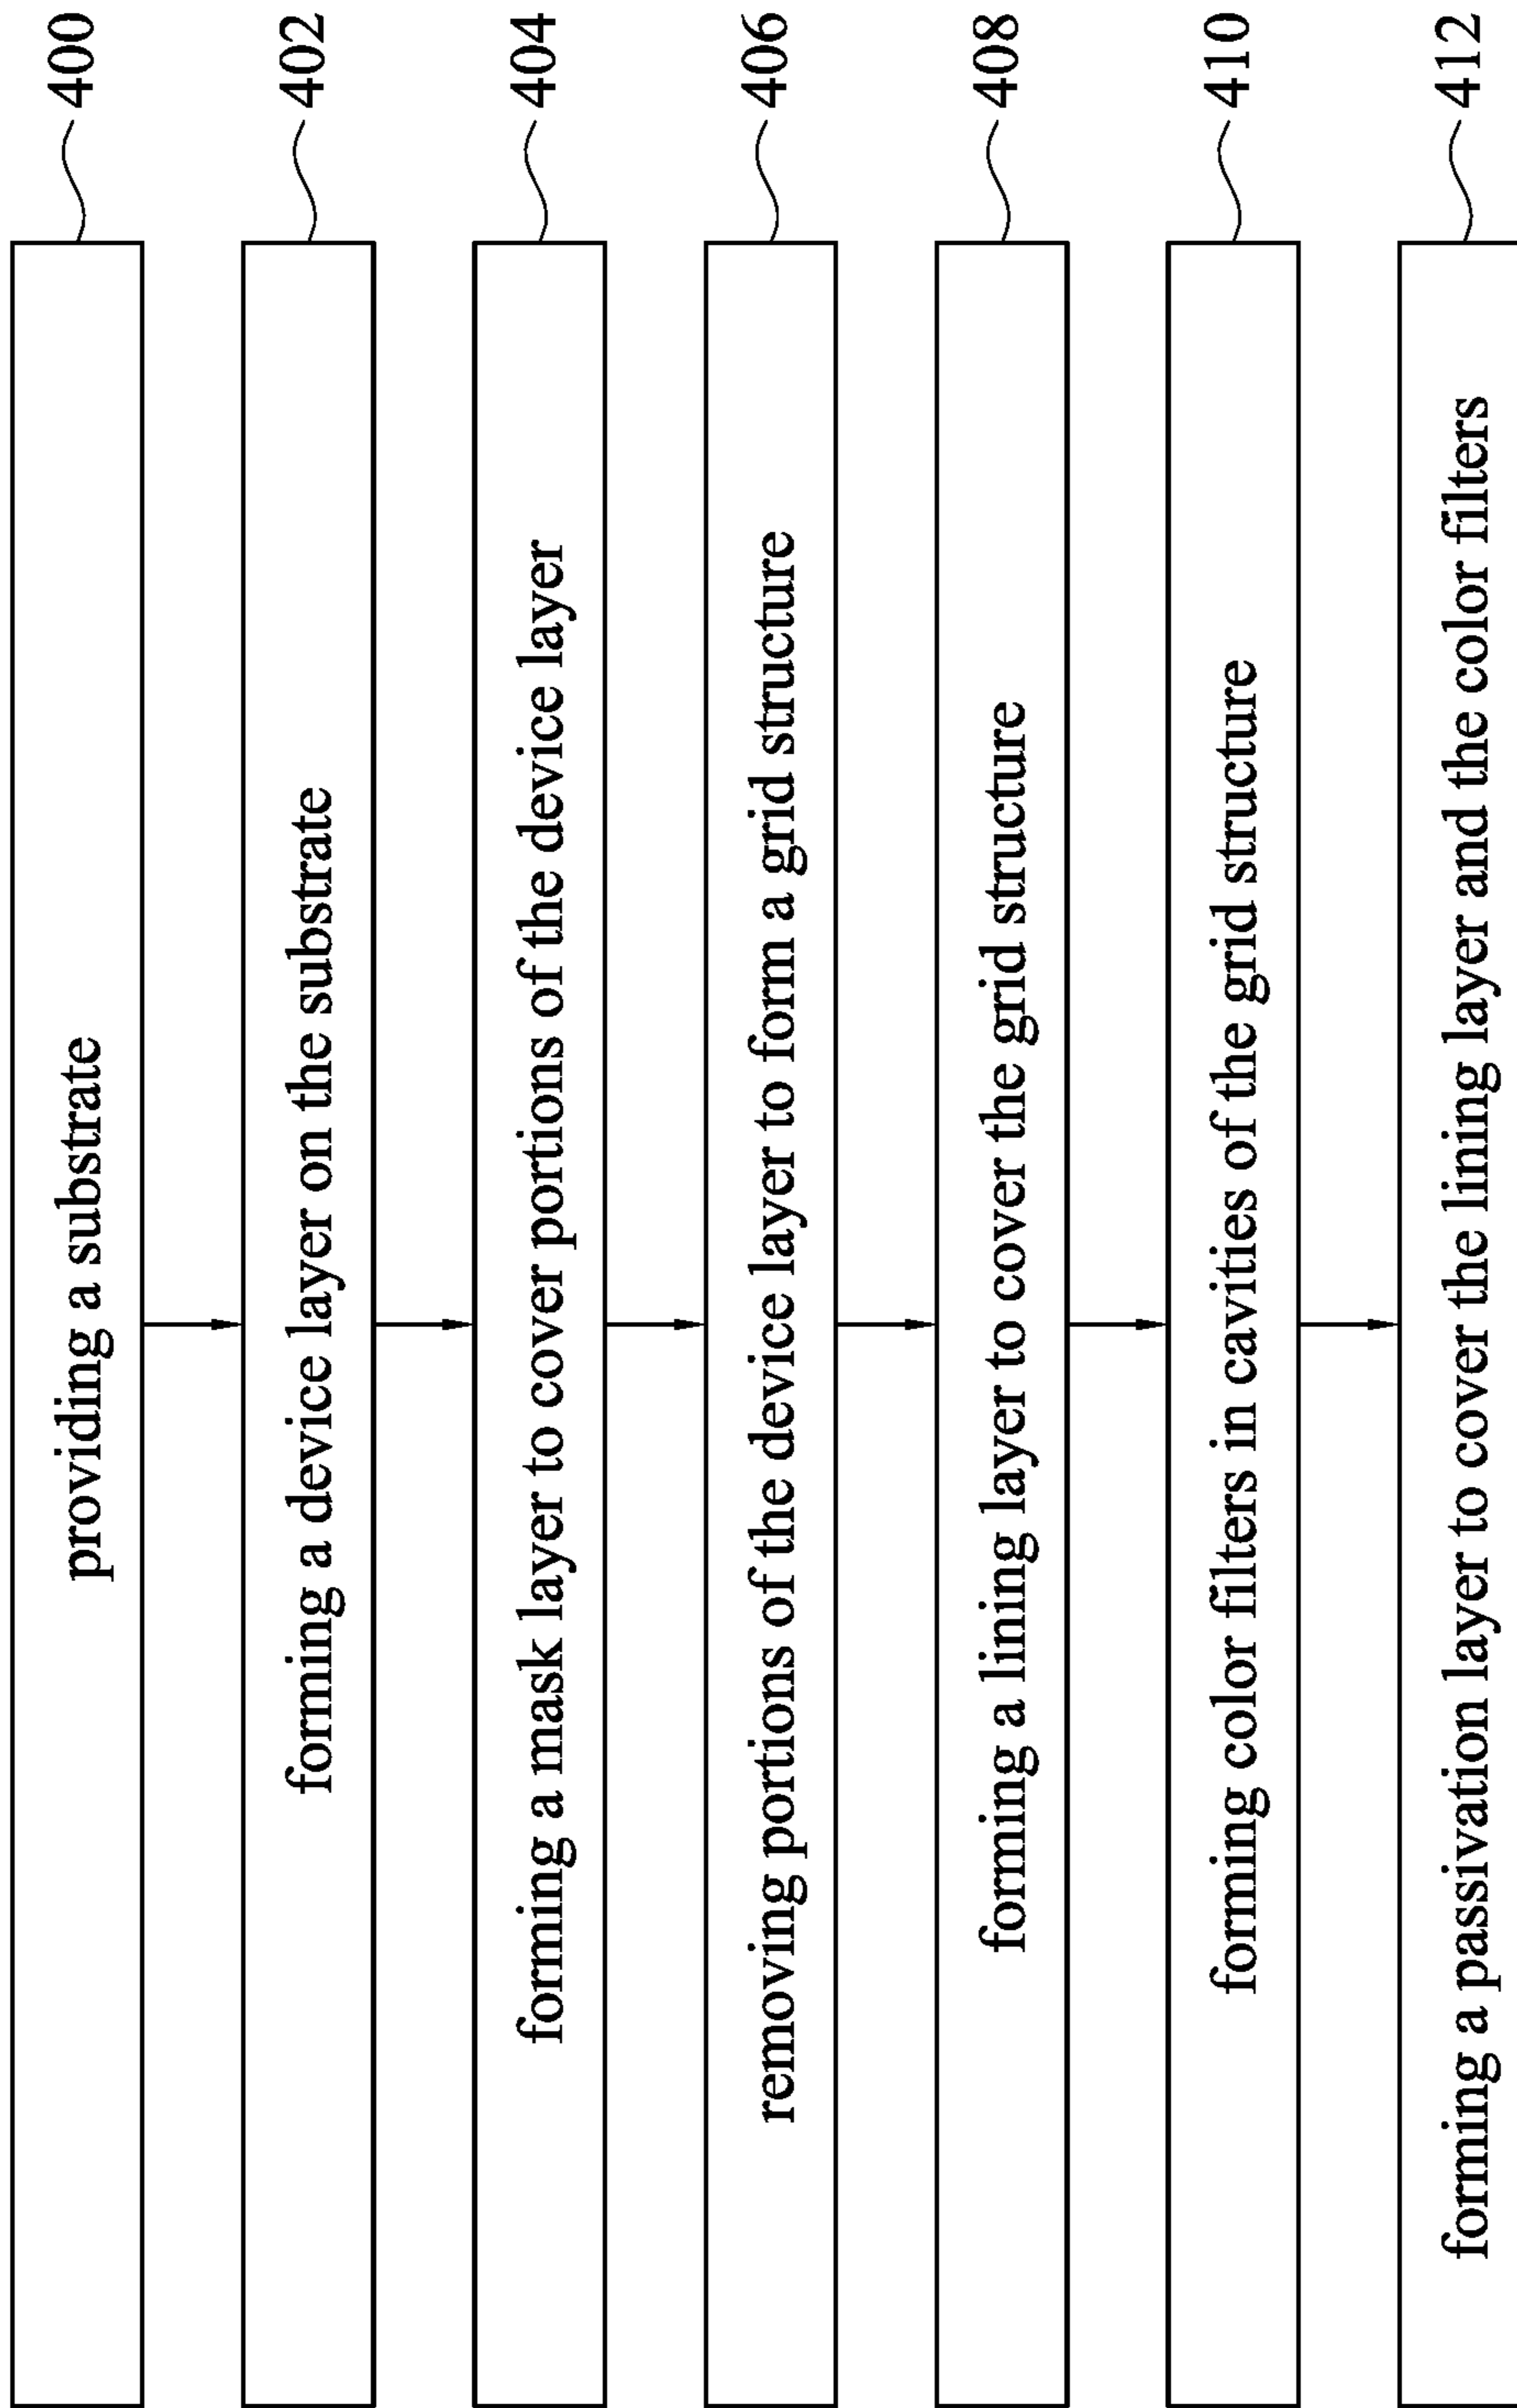 providing a substrate 400
forming a device layer on the substrate 402
forming a mask layer to cover portions of the device layer 404
removing portions of the device layer to form a grid structure 406
forming a lining layer to cover the grid structure 408
forming color filters in cavities of the grid structure 410
forming a passivation layer to cover the lining layer and the color filters 412